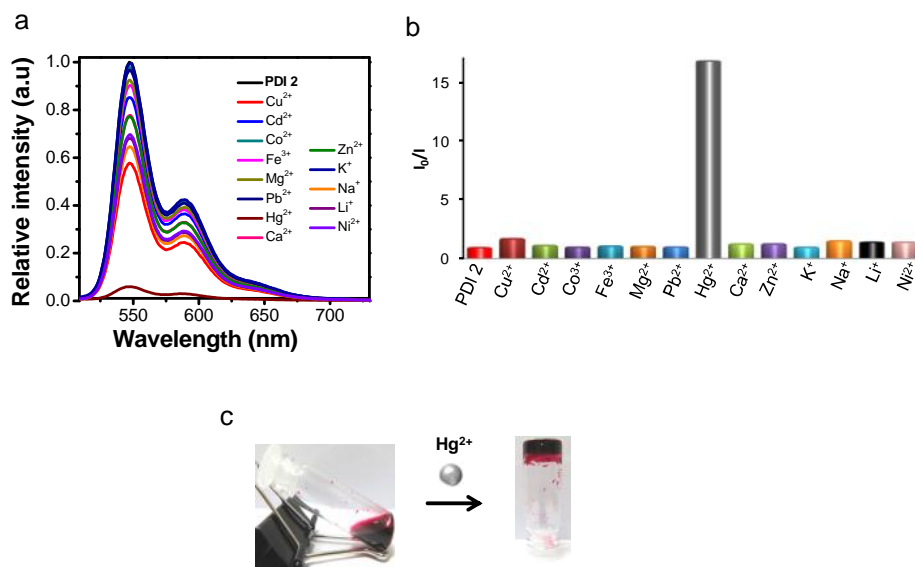 a
Relative intensity (a.u)
1.0
0.8
0.6
0.4
0.2
0.0
550
600
650
700
Wavelength (nm)
PDI 2
Cu²⁺
Cd²⁺
Co²⁺
Fe³⁺
Mg²⁺
Pb²⁺
Hg²⁺
Ca²⁺
Zn²⁺
K⁺
Na⁺
Li⁺
Ni²⁺
b
I₀/I
15
10
5
0
PDI 2
Cu²⁺
Cd²⁺
Co³⁺
Fe³⁺
Mg²⁺
Pb²⁺
Hg²⁺
Ca²⁺
Zn²⁺
K⁺
Na⁺
Li⁺
Ni²⁺
c
Hg²⁺